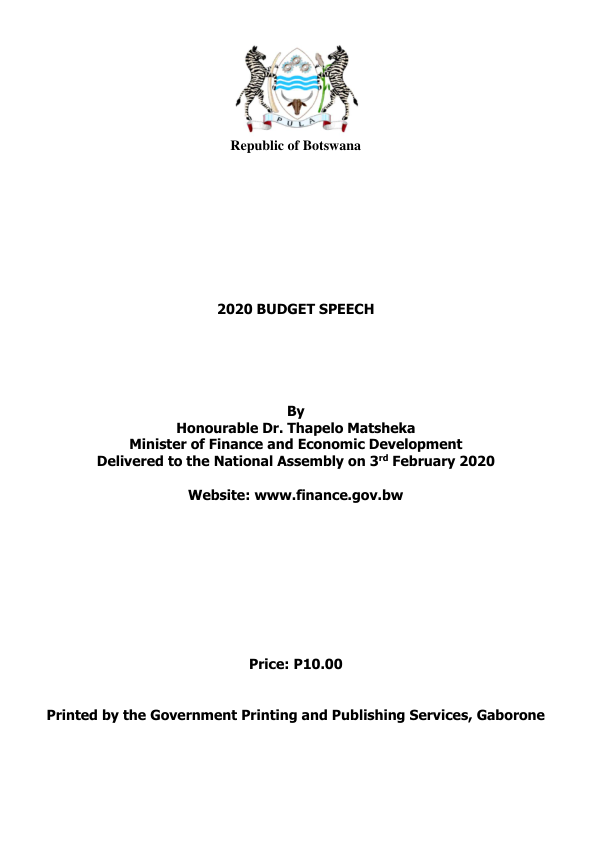 PULA
Republic of Botswana
2020 BUDGET SPEECH
By
Honourable Dr. Thapelo Matsheka
Minister of Finance and Economic Development
Delivered to the National Assembly on 3rd February 2020
Website: www.finance.gov.bw
Price: P10.00
Printed by the Government Printing and Publishing Services, Gaborone